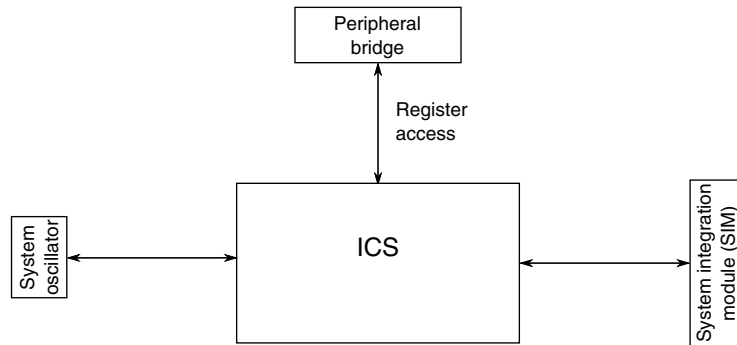 Peripheral
bridge
Register
access
System
oscillator
ICS
System integration
module (SIM)